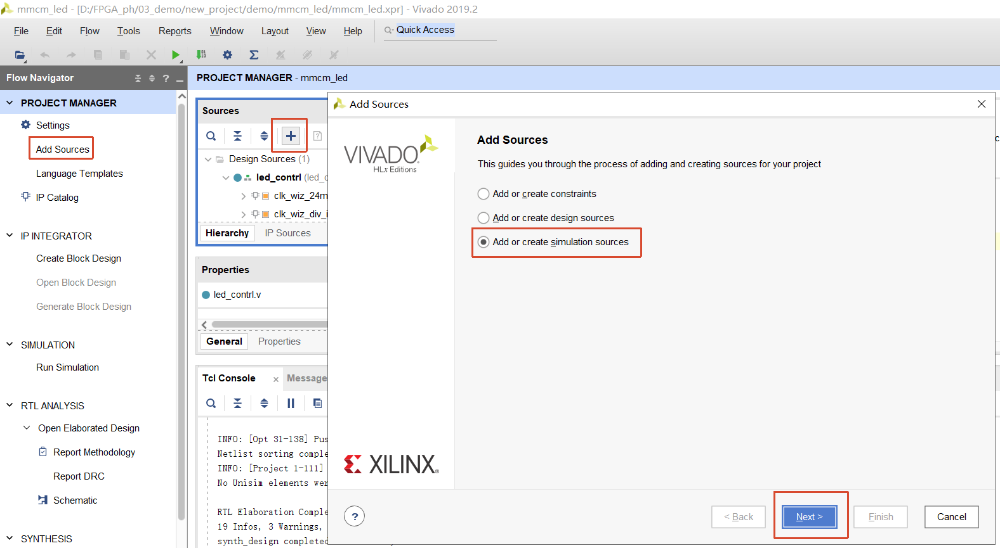 mmcm_led - [D:/FPGA_ph/03_demo/new_project/demo/mmcm_led/mmcm_led.xpr] - Vivado 2019.2
File Edit Flow Tools Reports Window Layout View Help Quick Access
Flow Navigator
PROJECT MANAGER
Settings
Add Sources
Language Templates
IP Catalog
IP INTEGRATOR
Create Block Design
Open Block Design
Generate Block Design
SIMULATION
Run Simulation
RTL ANALYSIS
Open Elaborated Design
Report Methodology
Report DRC
Schematic
SYNTHESIS
PROJECT MANAGER - mmcm_led
Sources
Design Sources (1)
led_contrl (led_c
clk_wiz_24m
clk_wiz_div_i
Hierarchy IP Sources
Properties
led_contrl.v
General Properties
Tcl Console Message
INFO: [Opt 31-138] Pus
Netlist sorting comple
INFO: [Project 1-111]
No Unisim elements wer
RTL Elaboration Comple
19 Infos, 3 Warnings,
synth_design completed
Add Sources
VIVADO
HLx Editions
XILINX®
Add Sources
This guides you through the process of adding and creating sources for your project
Add or create constraints
Add or create design sources
Add or create simulation sources
? < Back Next > Finish Cancel